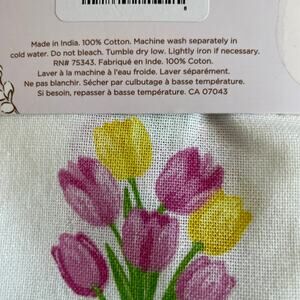 Made in India. 100% Cotton. Machine wash separately in
cold water. Do not bleach. Tumble dry low. Lightly iron if necessary.
RN# 75343. Fabriqué en Inde. 100% Coton.
Laver à la machine à l'eau froide. Laver séparément.
Ne pas blanchir. Sécher par culbutage à basse température.
Si besoin, repasser à basse température. CA 07043